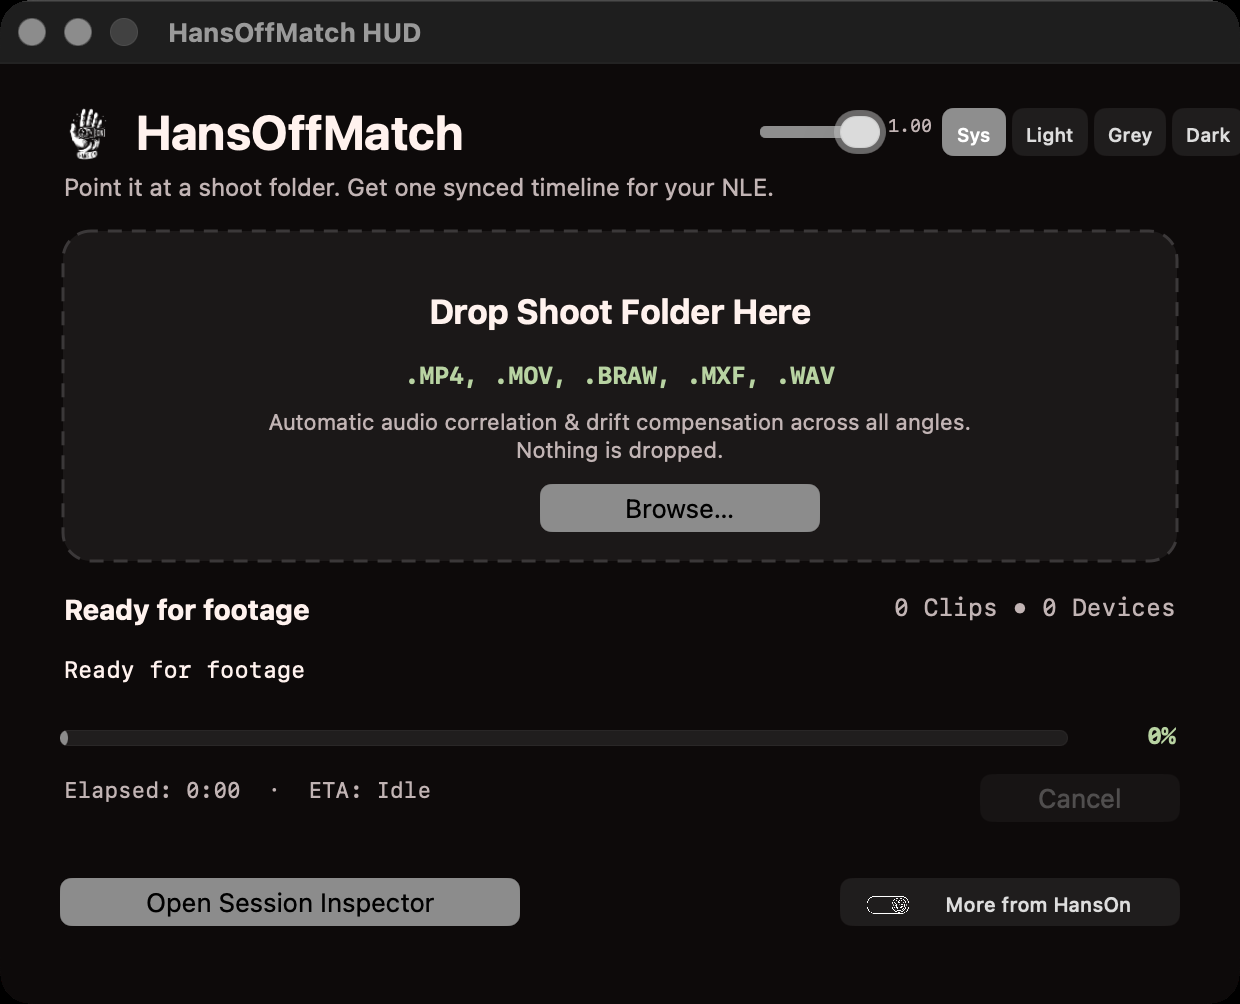 HansOffMatch HUD
HansOffMatch
1.00
Sys
Light
Grey
Dark
Point it at a shoot folder. Get one synced timeline for your NLE.
Drop Shoot Folder Here
.MP4, .MOV, .BRAW, .MXF, .WAV
Automatic audio correlation & drift compensation across all angles.
Nothing is dropped.
Browse...
Ready for footage
0 Clips • 0 Devices
Ready for footage
0%
Elapsed: 0:00 · ETA: Idle
Cancel
Open Session Inspector
More from HansOn